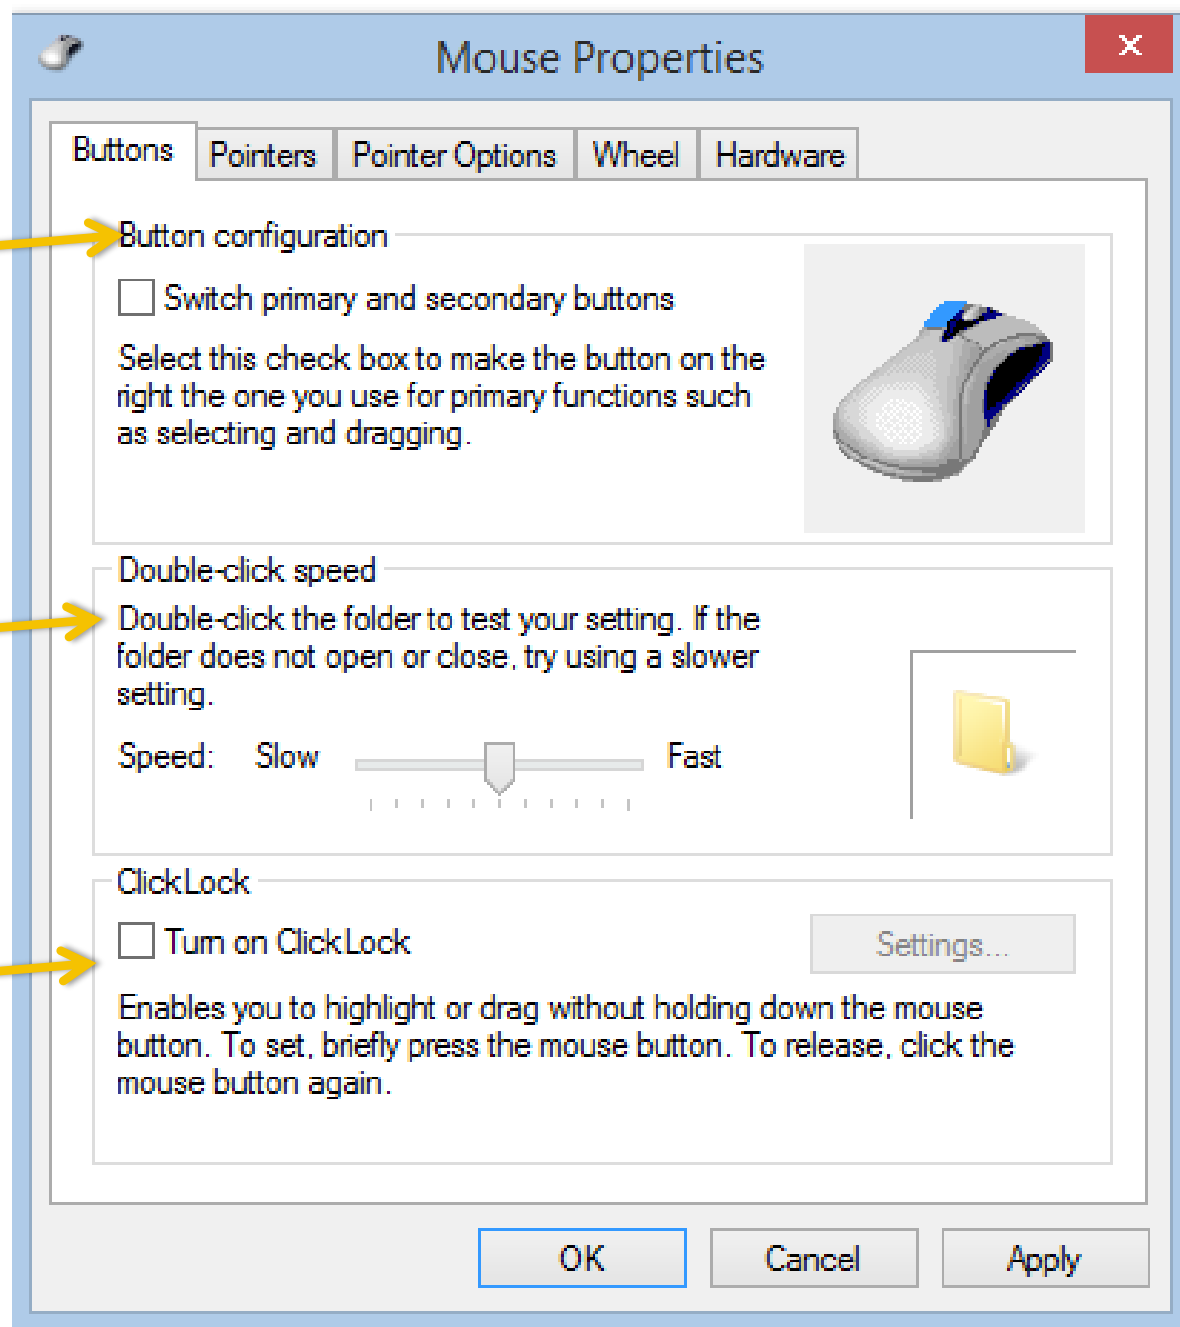 Mouse Properties
Buttons
Pointers
Pointer Options
Wheel
Hardware
Button configuration
Switch primary and secondary buttons
Select this check box to make the button on the
right the one you use for primary functions such
as selecting and dragging.
Double-click speed
Double-click the folder to test your setting. If the
folder does not open or close, try using a slower
setting.
Speed: Slow Fast
ClickLock
Turn on ClickLock
Settings...
Enables you to highlight or drag without holding down the mouse
button. To set, briefly press the mouse button. To release, click the
mouse button again.
OK
Cancel
Apply